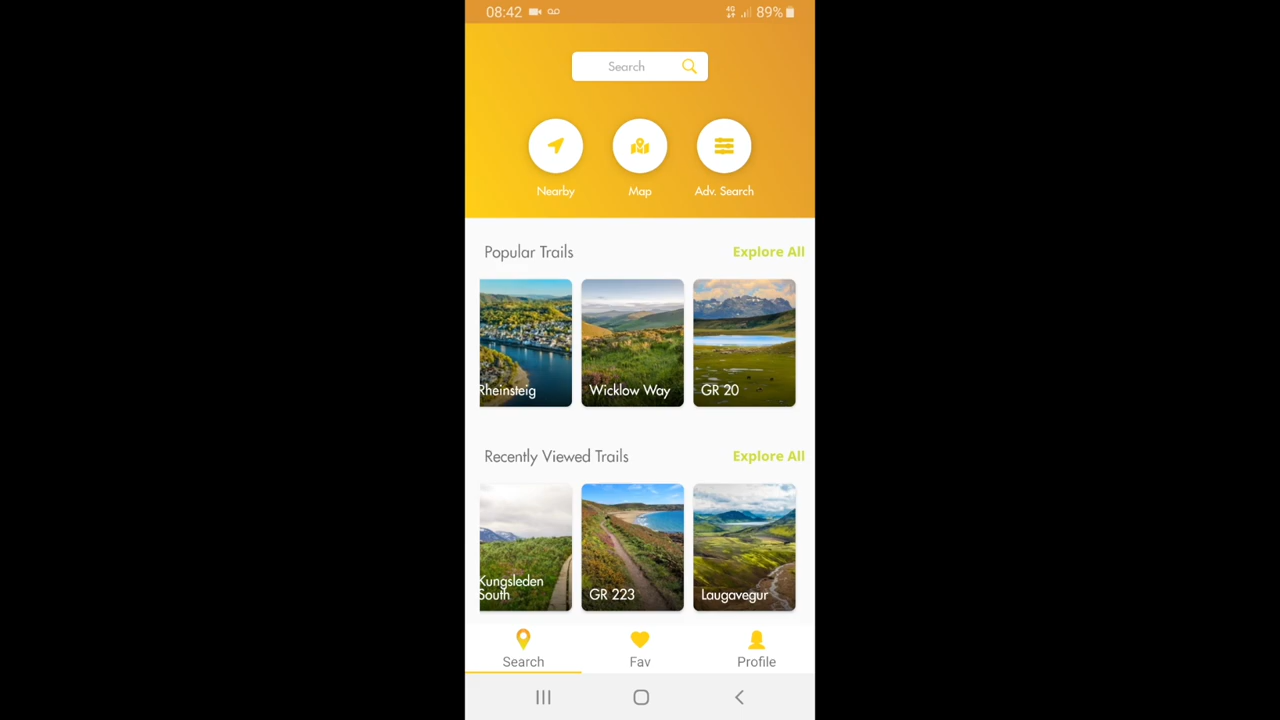 08:42 4G 89%
Search
Nearby Map Adv. Search
Popular Trails Explore All
Rheinsteig Wicklow Way GR 20
Recently Viewed Trails Explore All
Kungsleden
South GR 223 Laugavegur
Search Fav Profile